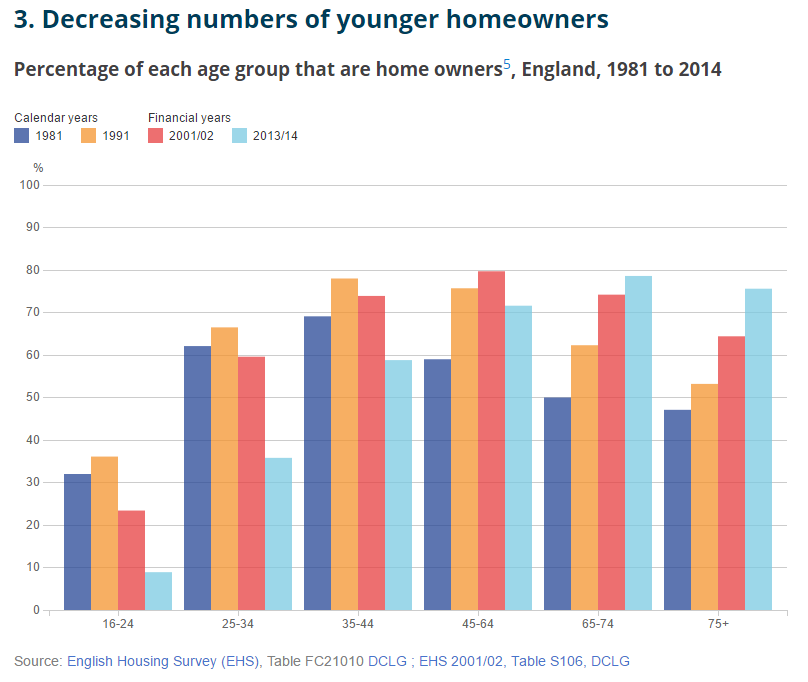 3. Decreasing numbers of younger homeowners
Percentage of each age group that are home owners5, England, 1981 to 2014
Calendar years Financial years
1981 1991 2001/02 2013/14
%
100
90
80
70
60
50
40
30
20
10
0
16-24 25-34 35-44 45-64 65-74 75+
Source: English Housing Survey (EHS), Table FC21010 DCLG ; EHS 2001/02, Table S106, DCLG